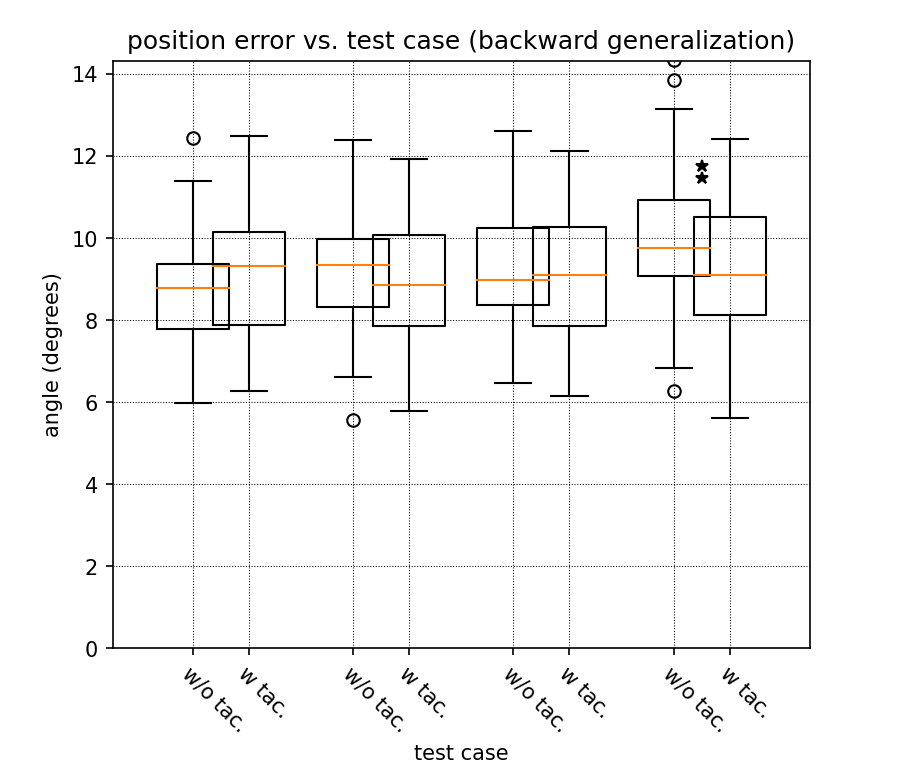 position error vs. test case (backward generalization)
14
12
10
8
6
4
2
0
angle (degrees)
w/o tac.
w tac.
w/o tac.
w tac.
w/o tac.
w tac.
w/o tac.
w tac.
test case